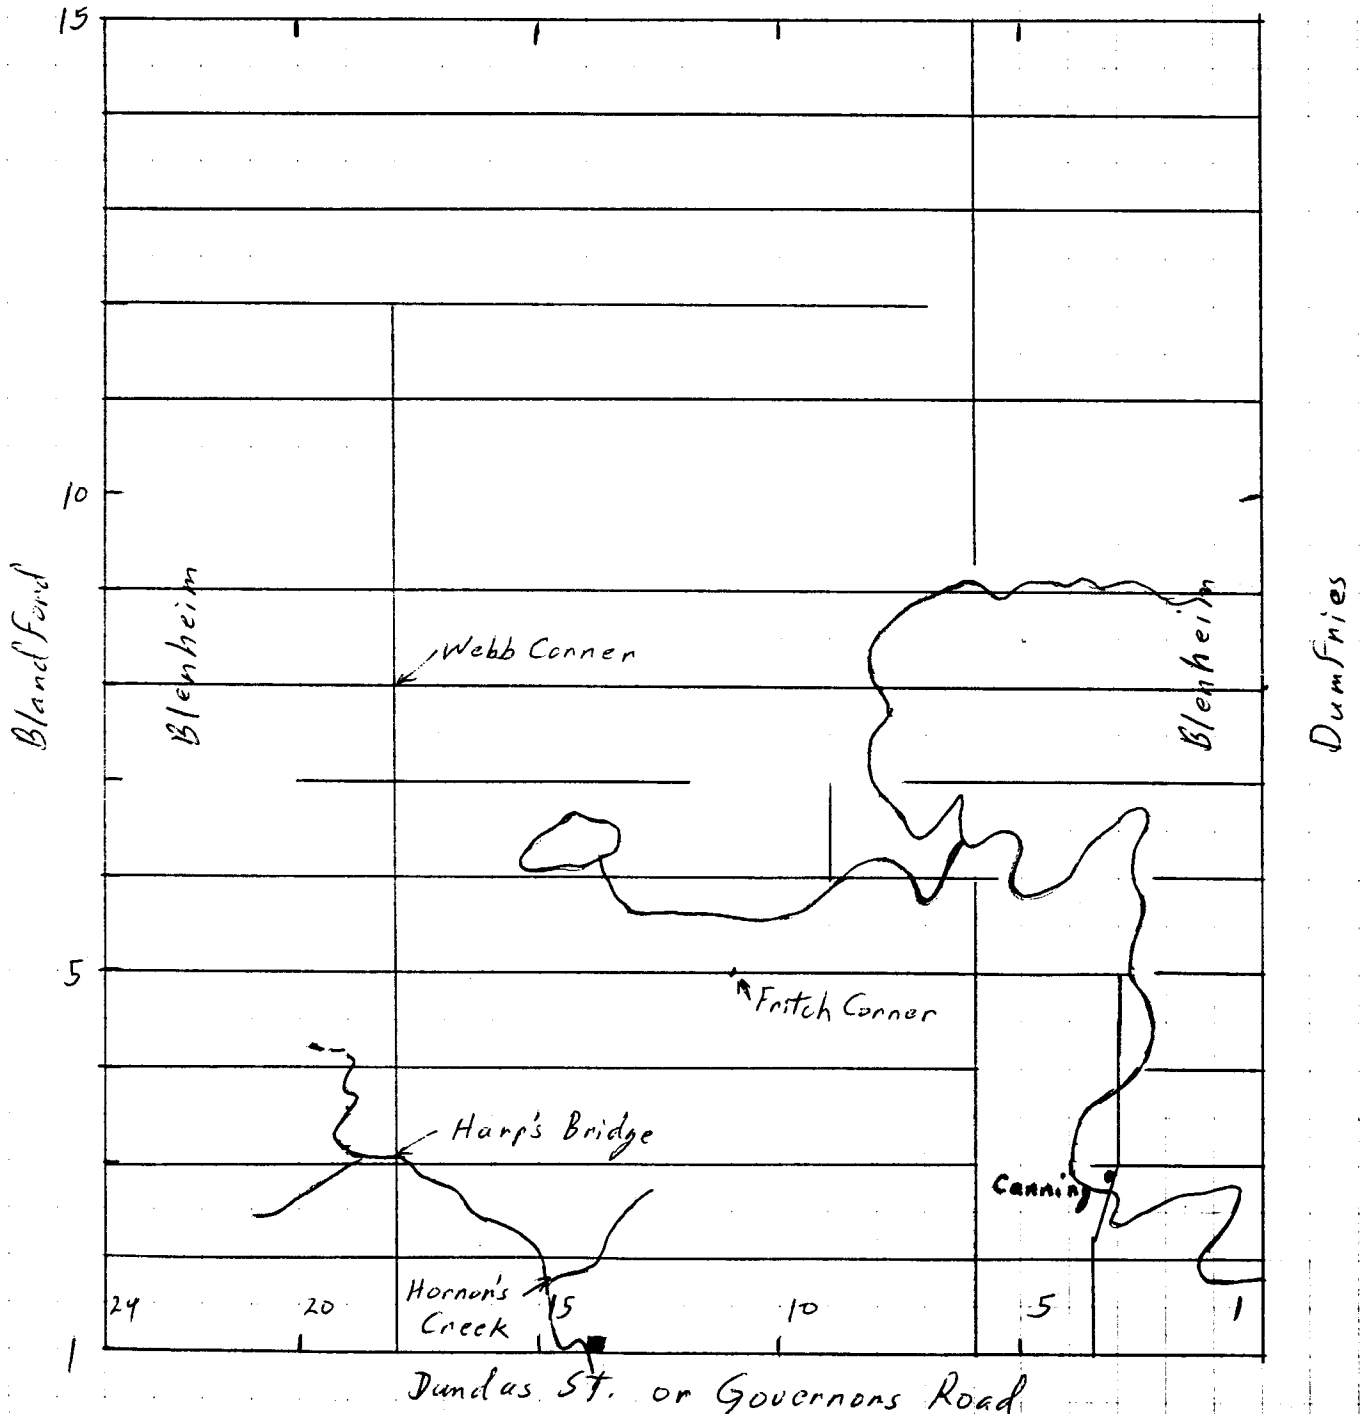 15
10
Blandford
Blenheim
Webb Corner
Blenheim
Dumfries
5
Fritch Corner
Harp's Bridge
Canning
Hornor's
Creek
24 20 15 10 5 1
1
Dundas St. or Governors Road